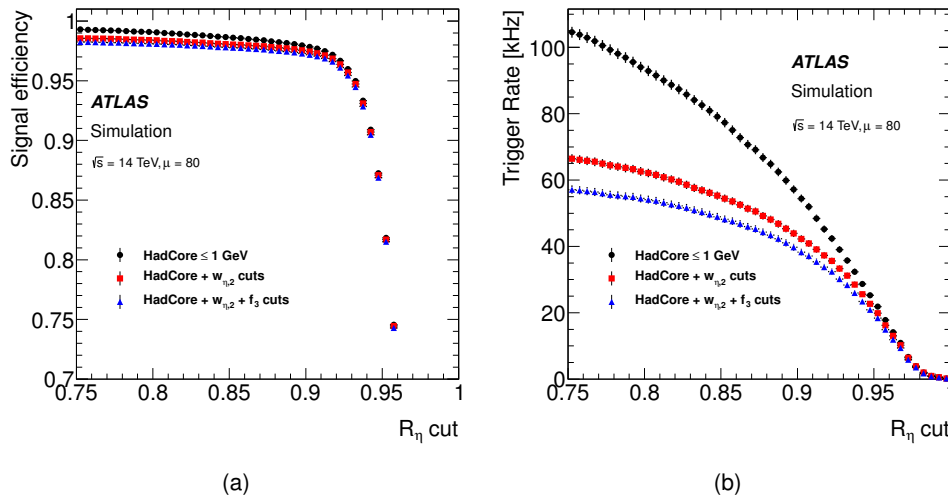 Signal efficiency
1
0.95
0.9
0.85
0.8
0.75
0.7
ATLAS
Simulation
√s = 14 TeV, μ = 80
HadCore ≤ 1 GeV
HadCore + wη,2 cuts
HadCore + wη,2 + f3 cuts
0.75 0.8 0.85 0.9 0.95 1
Rη cut
(a)
Trigger Rate [kHz]
100
80
60
40
20
0
ATLAS
Simulation
√s = 14 TeV, μ = 80
HadCore ≤ 1 GeV
HadCore + wη,2 cuts
HadCore + wη,2 + f3 cuts
0.75 0.8 0.85 0.9 0.95
Rη cut
(b)